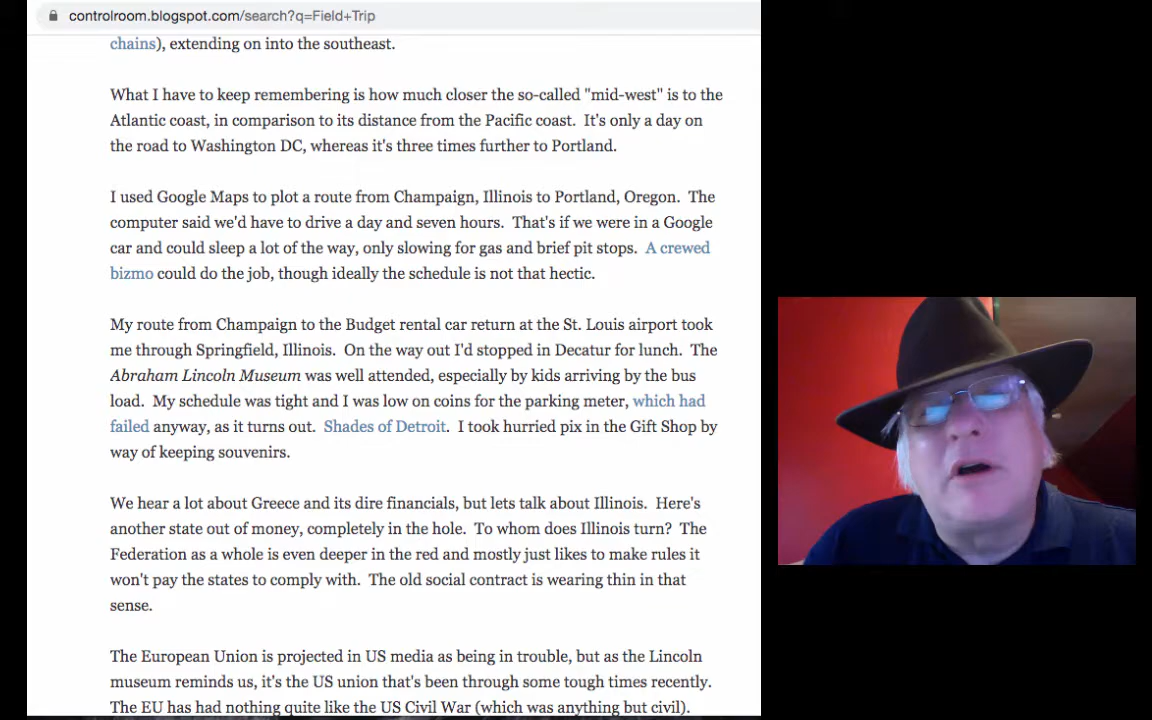 controlroom.blogspot.com/search?q=Field+Trip
chains), extending on into the southeast.
What I have to keep remembering is how much closer the so-called "mid-west" is to the
Atlantic coast, in comparison to its distance from the Pacific coast.  It's only a day on
the road to Washington DC, whereas it's three times further to Portland.
I used Google Maps to plot a route from Champaign, Illinois to Portland, Oregon.  The
computer said we'd have to drive a day and seven hours.  That's if we were in a Google
car and could sleep a lot of the way, only slowing for gas and brief pit stops.  A crewed
bizmo could do the job, though ideally the schedule is not that hectic.
My route from Champaign to the Budget rental car return at the St. Louis airport took
me through Springfield, Illinois.  On the way out I'd stopped in Decatur for lunch.  The
Abraham Lincoln Museum was well attended, especially by kids arriving by the bus
load.  My schedule was tight and I was low on coins for the parking meter, which had
failed anyway, as it turns out.  Shades of Detroit.  I took hurried pix in the Gift Shop by
way of keeping souvenirs.
We hear a lot about Greece and its dire financials, but lets talk about Illinois.  Here's
another state out of money, completely in the hole.  To whom does Illinois turn?  The
Federation as a whole is even deeper in the red and mostly just likes to make rules it
won't pay the states to comply with.  The old social contract is wearing thin in that
sense.
The European Union is projected in US media as being in trouble, but as the Lincoln
museum reminds us, it's the US union that's been through some tough times recently.
The EU has had nothing quite like the US Civil War (which was anything but civil).